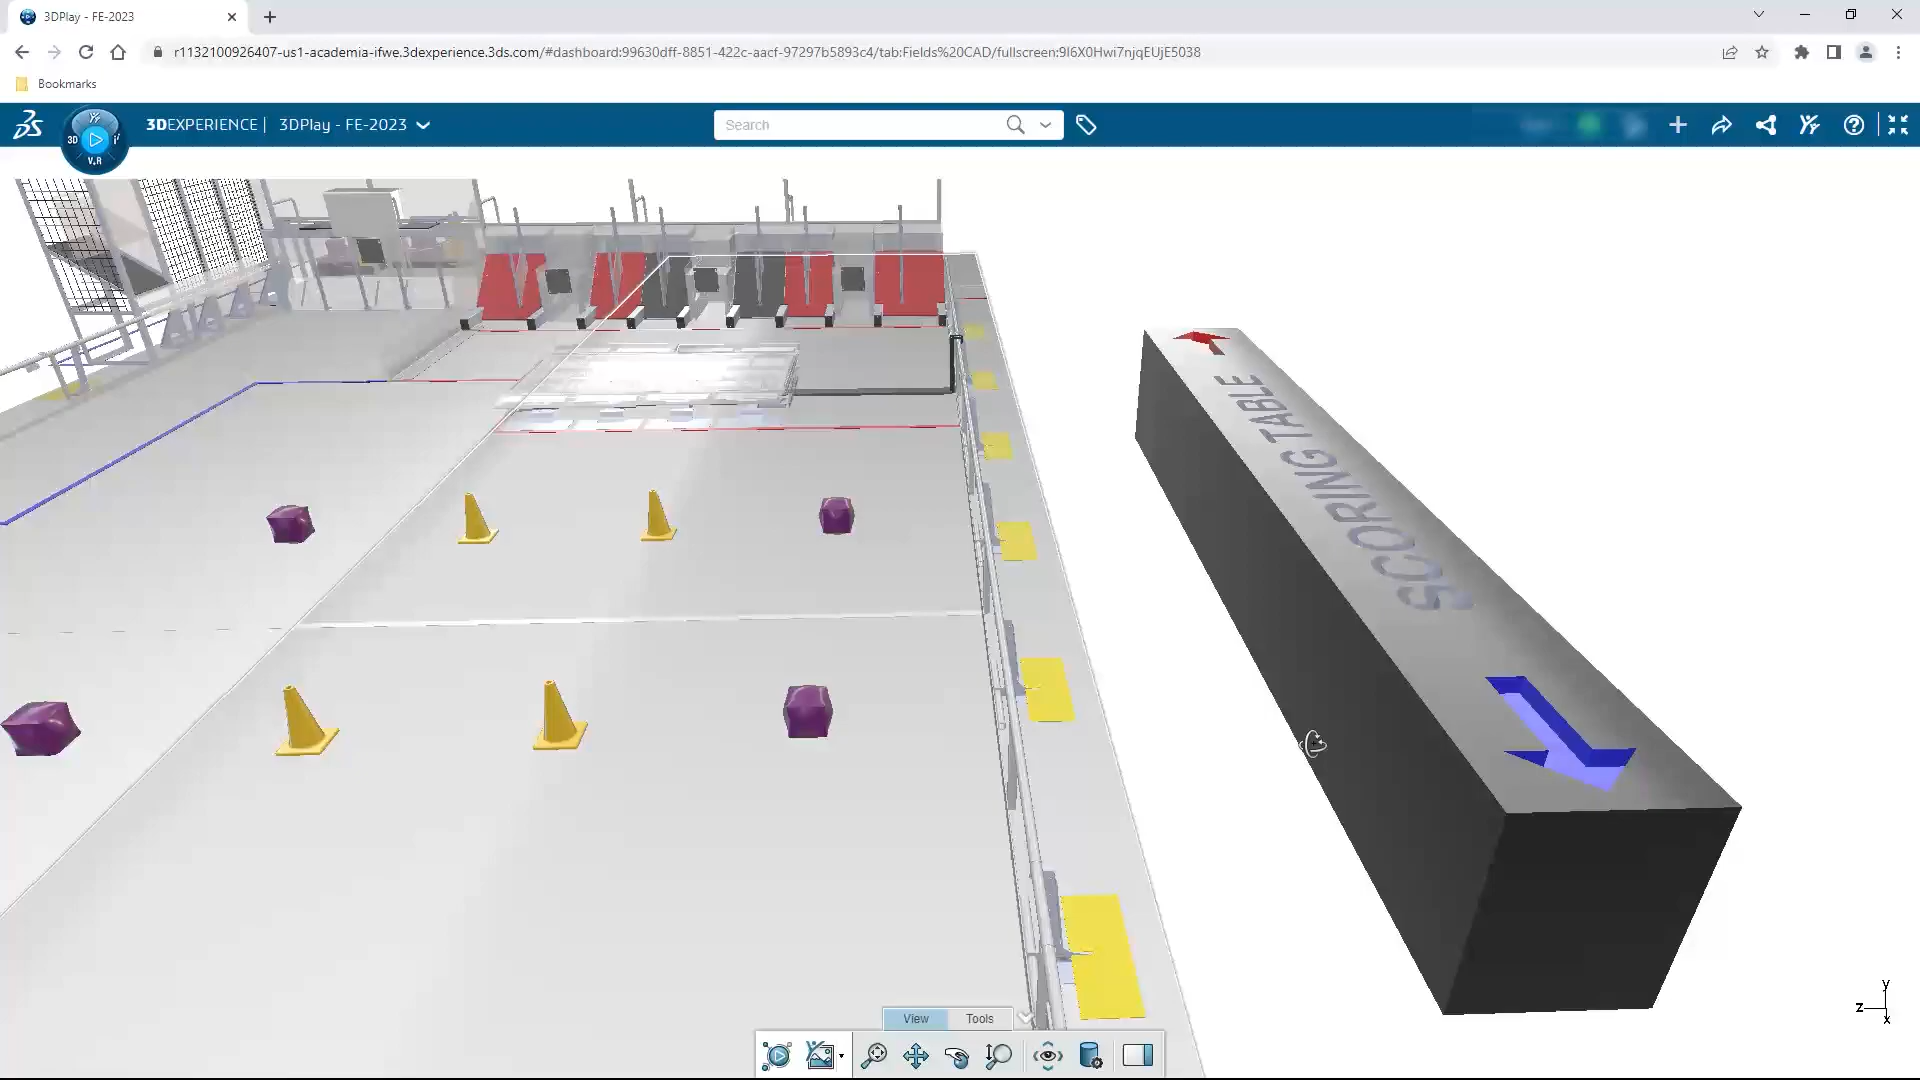 3DPlay - FE-2023
r1132100926407-us1-academia-ifwe.3dexperience.3ds.com/#dashboard:99630dff-8851-422c-aacf-97297b5893c4/tab:Fields%20CAD/fullscreen:9I6X0Hwi7njqEUjE5038
Bookmarks
3DEXPERIENCE | 3DPlay - FE-2023
Search
3D
V.R
SCORING TABLE
View Tools
y
z
x